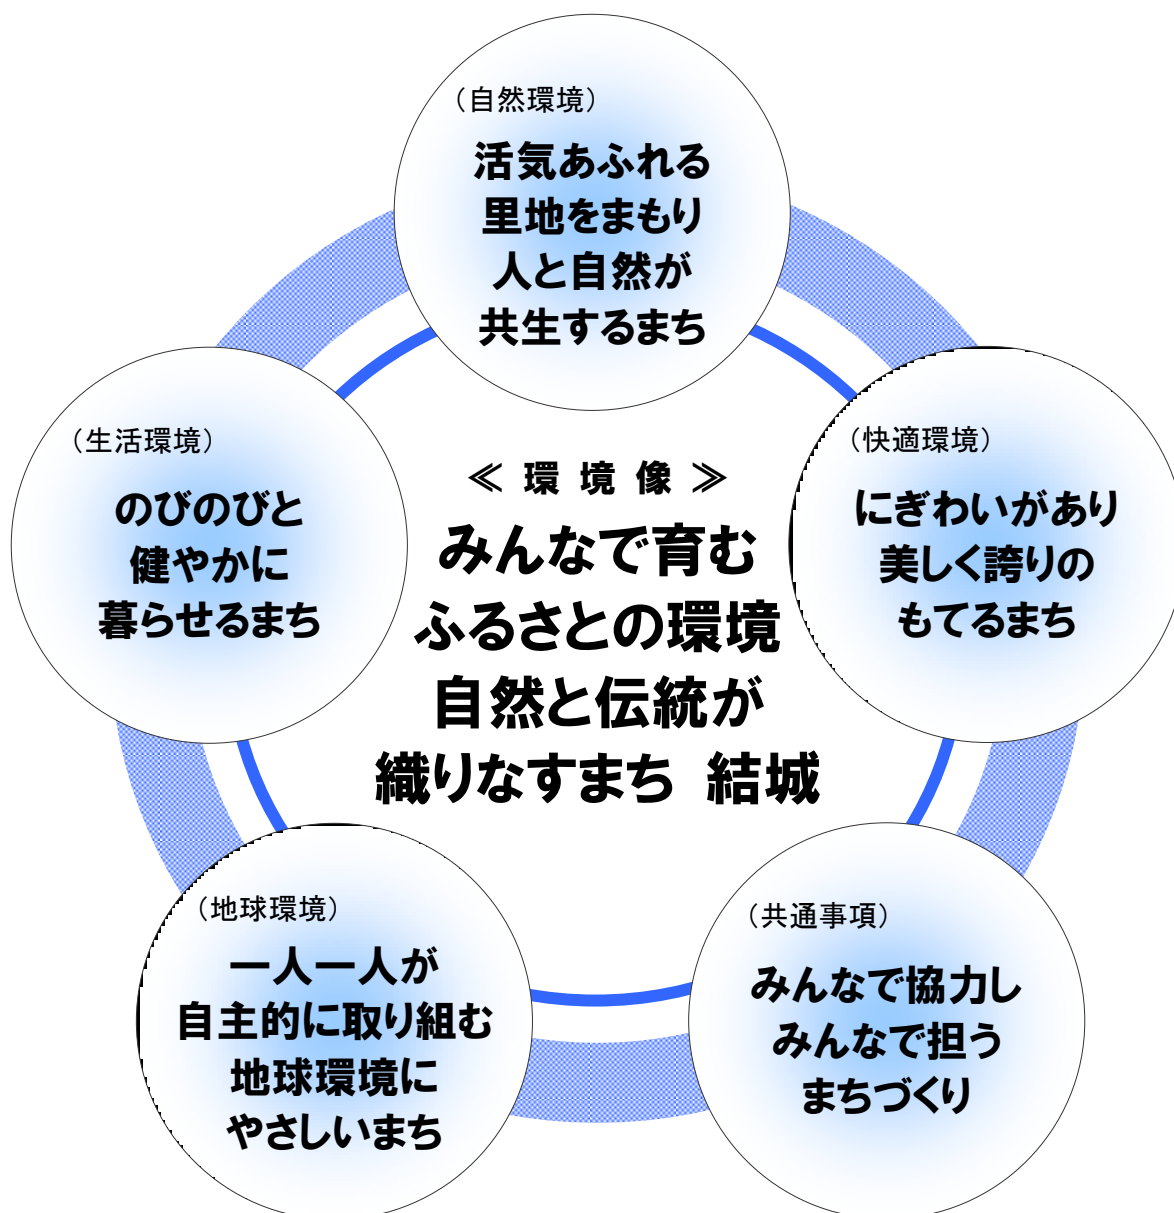 （自然環境）
活気あふれる
里地をまもり
人と自然が
共生するまち
（生活環境）
のびのびと
健やかに
暮らせるまち
≪ 環 境 像 ≫
みんなで育む
ふるさとの環境
自然と伝統が
織りなすまち 結城
（快適環境）
にぎわいがあり
美しく誇りの
もてるまち
（地球環境）
一人一人が
自主的に取り組む
地球環境に
やさしいまち
（共通事項）
みんなで協力し
みんなで担う
まちづくり